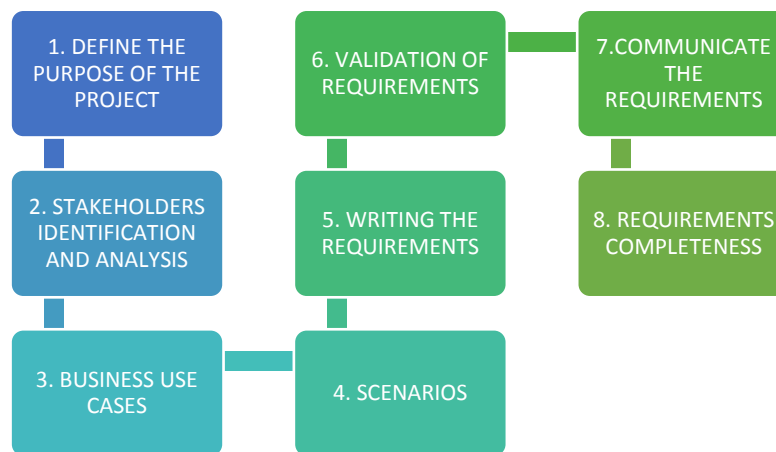 1. DEFINE THE
PURPOSE OF THE
PROJECT
2. STAKEHOLDERS
IDENTIFICATION
AND ANALYSIS
3. BUSINESS USE
CASES
4. SCENARIOS
5. WRITING THE
REQUIREMENTS
6. VALIDATION OF
REQUIREMENTS
7.COMMUNICATE
THE
REQUIREMENTS
8. REQUIREMENTS
COMPLETENESS